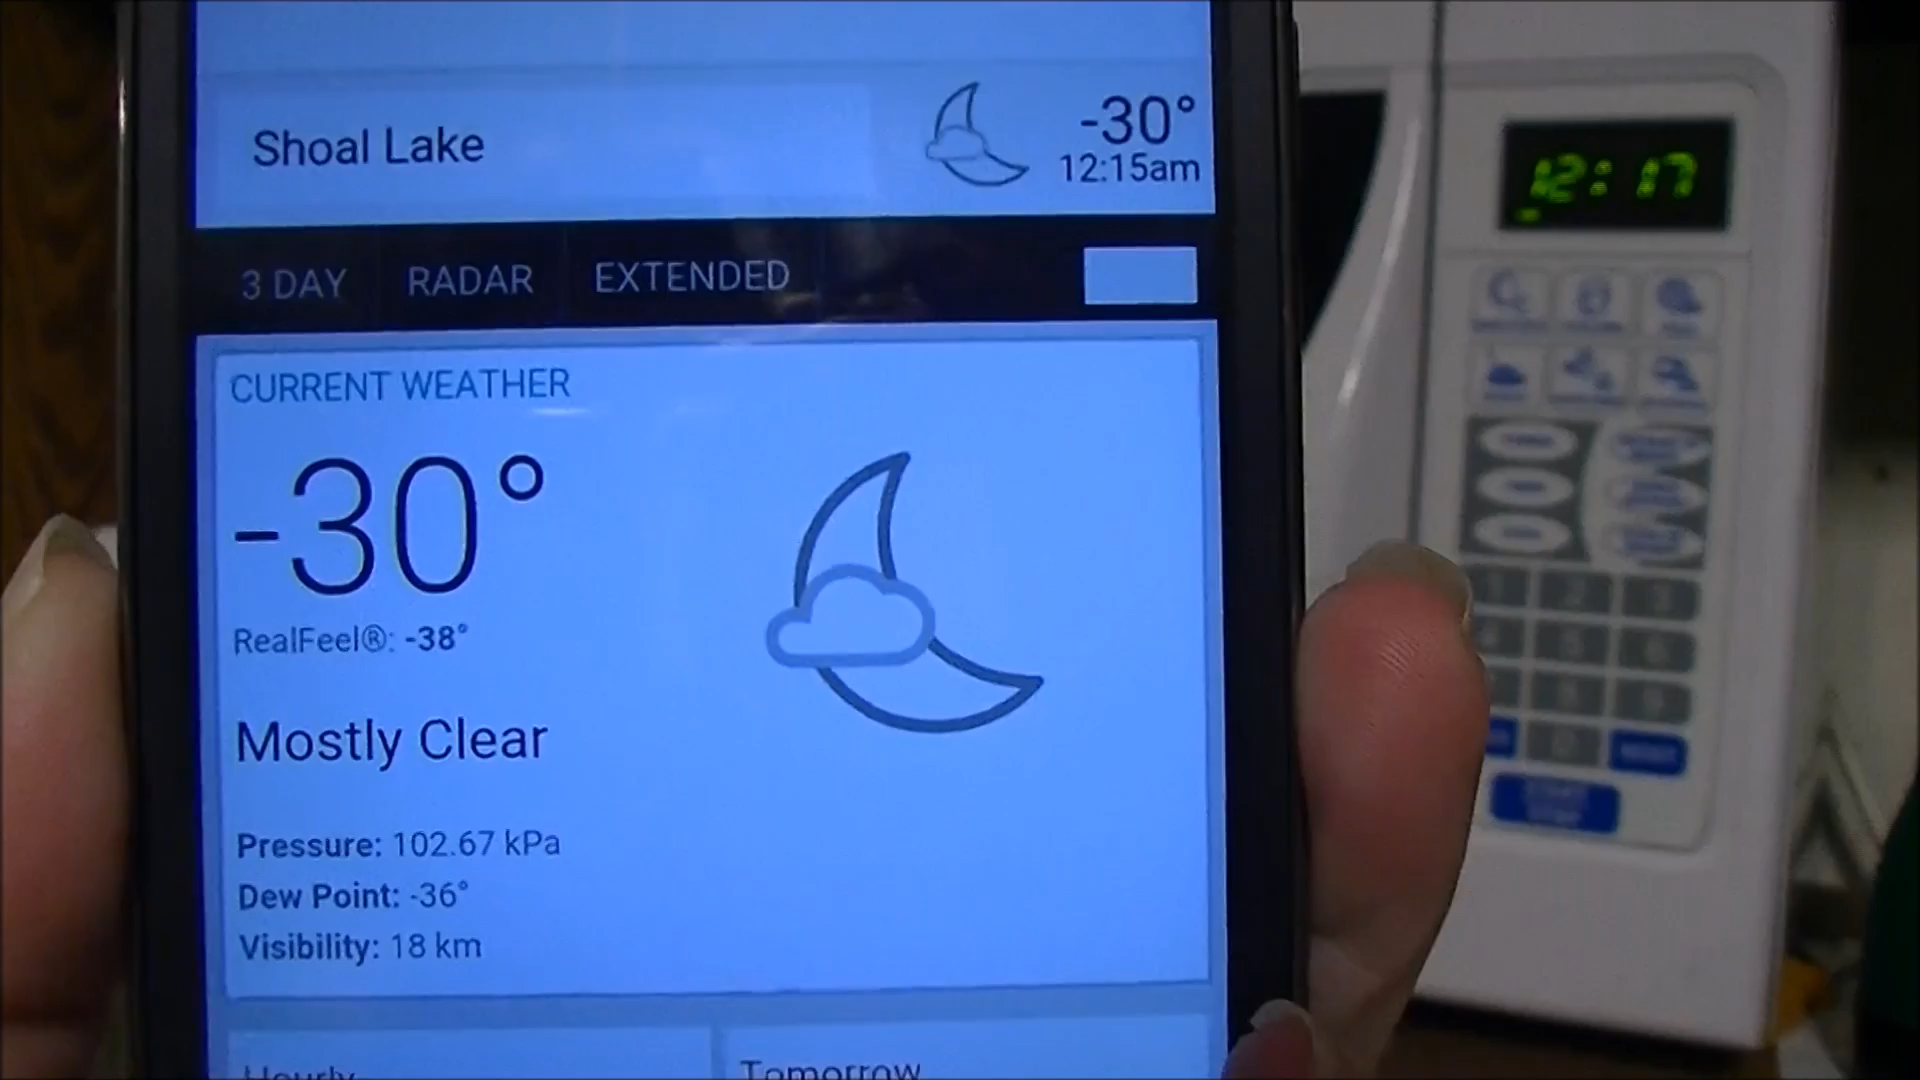 Shoal Lake
-30°
12:15am
3 DAY RADAR EXTENDED
CURRENT WEATHER
-30°
RealFeel®: -38°
Mostly Clear
Pressure: 102.67 kPa
Dew Point: -36°
Visibility: 18 km
Hourly
Tomorrow
12:17